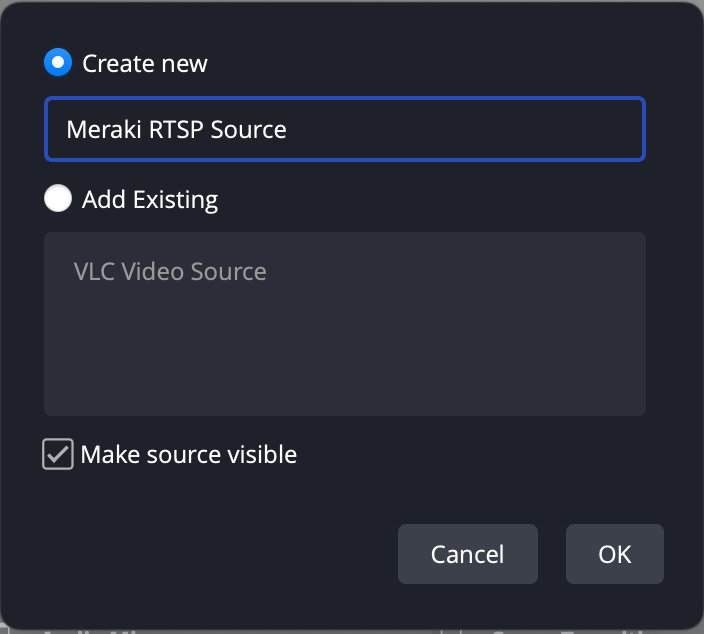 Create new
Meraki RTSP Source
Add Existing
VLC Video Source
Make source visible
Cancel
OK